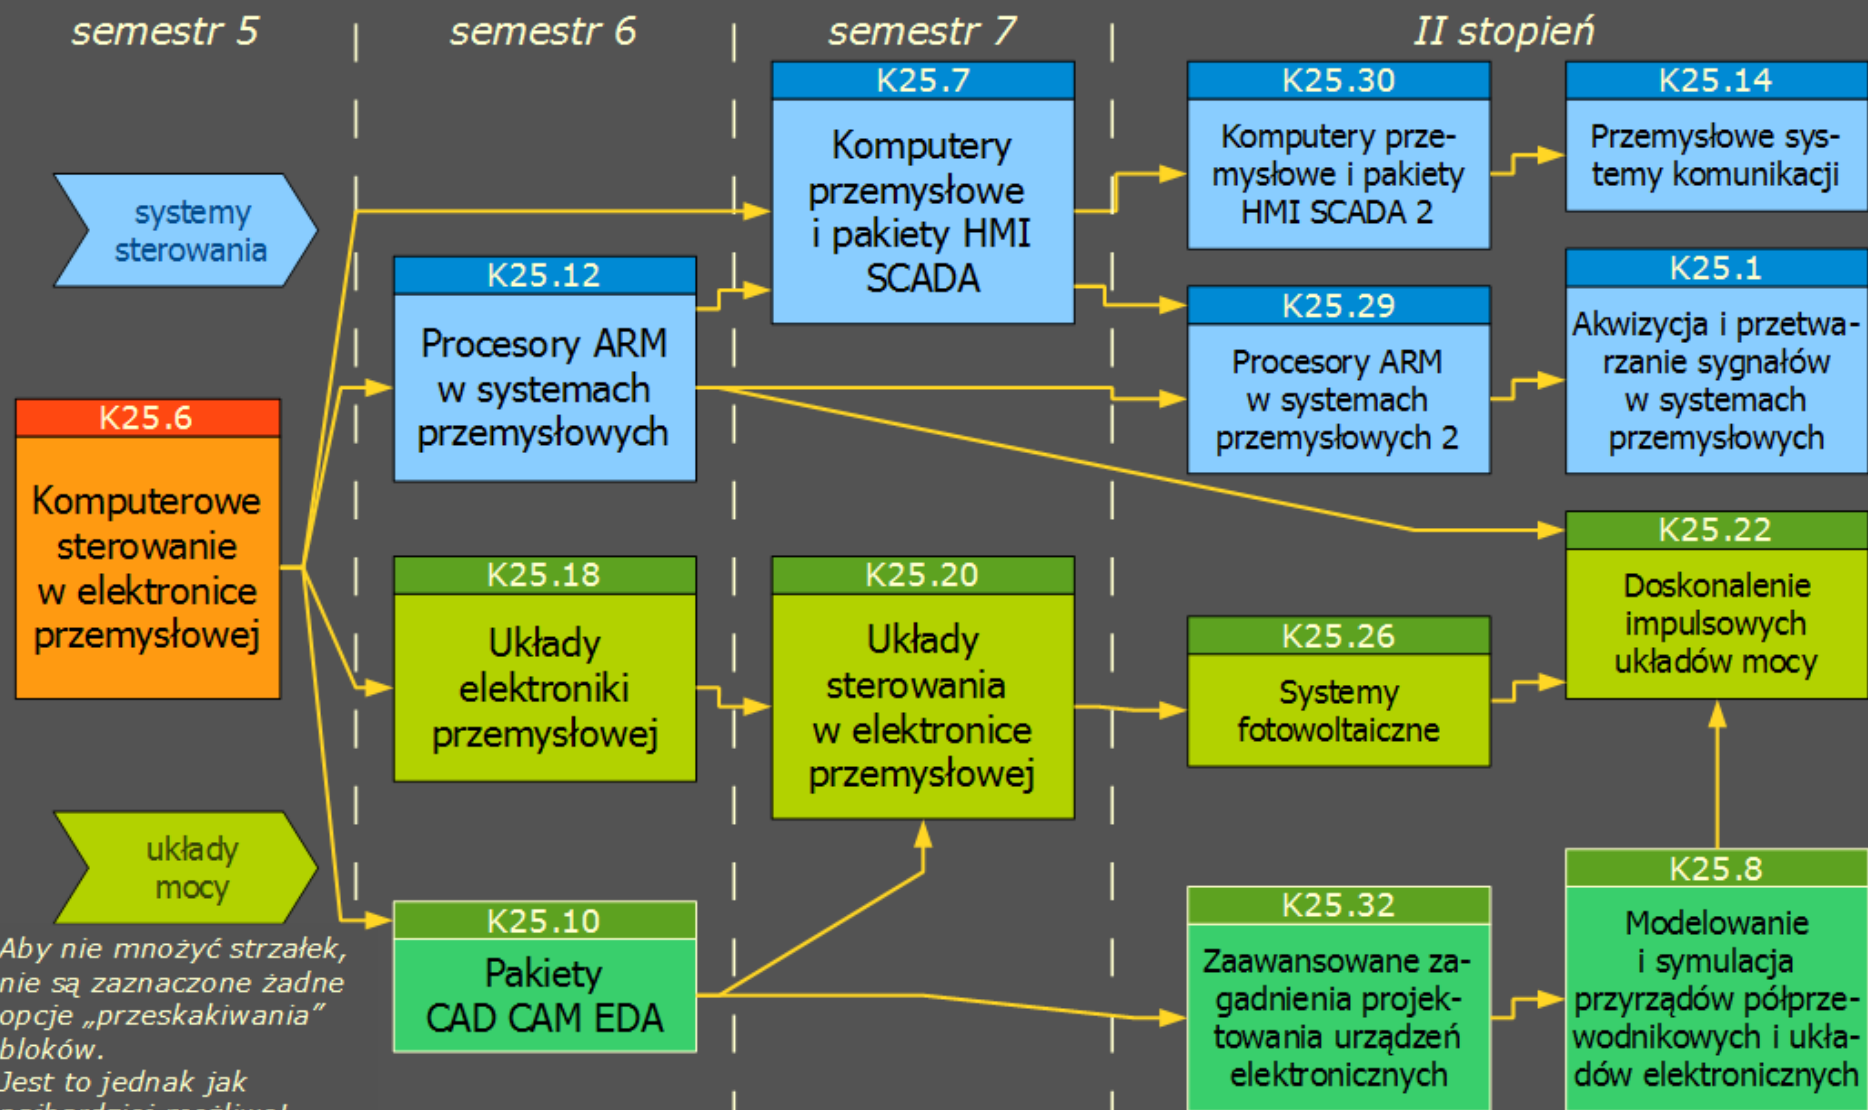 semestr 5
semestr 6
semestr 7
II stopień
systemy
sterowania
K25.6
Komputerowe
sterowanie
w elektronice
przemysłowej
układy
mocy
Aby nie mnożyć strzałek,
nie są zaznaczone żadne
opcje „przeskakiwania”
bloków.
Jest to jednak jak
K25.12
Procesory ARM
w systemach
przemysłowych
K25.18
Układy
elektroniki
przemysłowej
K25.10
Pakiety
CAD CAM EDA
K25.7
Komputery
przemysłowe
i pakiety HMI
SCADA
K25.20
Układy
sterowania
w elektronice
przemysłowej
K25.30
Komputery prze-
mysłowe i pakiety
HMI SCADA 2
K25.29
Procesory ARM
w systemach
przemysłowych 2
K25.26
Systemy
fotowoltaiczne
K25.32
Zaawansowane za-
gadnienia projek-
towania urządzeń
elektronicznych
K25.14
Przemysłowe sys-
temy komunikacji
K25.1
Akwizycja i przetwa-
rzanie sygnałów
w systemach
przemysłowych
K25.22
Doskonalenie
impulsowych
układów mocy
K25.8
Modelowanie
i symulacja
przyrządów półprze-
wodnikowych i ukła-
dów elektronicznych